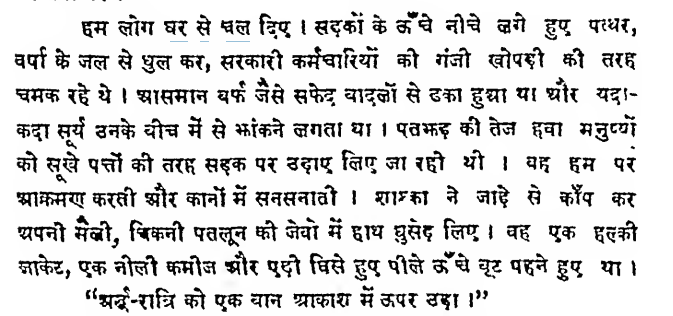 हम लोग घर से चल दिए । सड़कों के ऊँचे नीचे लगे हुए पत्थर,
वर्षा के जल से धुल कर, सरकारी कर्मचारियों की गंजी खोपड़ी की तरह
चमक रहे थे । आसमान बर्फ जैसे सफेद बादलों से ढका हुआ था और यदा-
कदा सूर्य उनके बीच में से झांकने लगता था । पतझड़ की तेज हवा मनुष्यों
को सूखे पत्तों की तरह सड़क पर उड़ाए लिए जा रही थी । वह हम पर
आक्रमण करती और कानों में सनसनाती । शाश्का ने जाड़े से काँप कर
अपनी मैली, चिकनी पतलून की जेबों में हाथ घुसेड़ लिए । वह एक हल्की
जाकेट, एक नीली कमीज और एड़ी घिसे हुए पीले ऊँचे बूट पहने हुए था ।
“अर्द्ध-रात्रि को एक यान आकाश में ऊपर उड़ा ।”